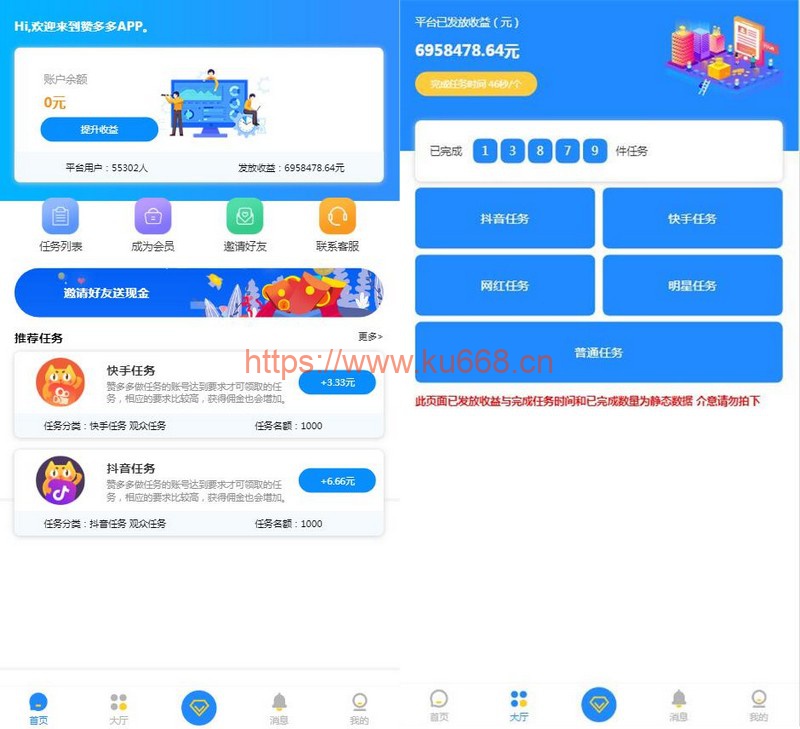 Hi,欢迎来到赞多多APP。
账户余额
0元
提升收益
平台用户：55302人
发放收益：6958478.64元
任务列表
成为会员
邀请好友
联系客服
邀请好友送现金
推荐任务
更多>
快手任务
赞多多做任务的账号达到要求才可领取的任
务，相应的要求比较高，获得佣金也会增加。
+3.33元
任务分类：快手任务 观众任务
任务名额：1000
抖音任务
赞多多做任务的账号达到要求才可领取的任
务，相应的要求比较高，获得佣金也会增加。
+6.66元
任务分类：抖音任务 观众任务
任务名额：1000
首页
大厅
消息
我的
平台已发放收益（元）
6958478.64元
完成任务时间 46秒/个
已完成 1 3 8 7 9 件任务
抖音任务
快手任务
网红任务
明星任务
普通任务
此页面已发放收益与完成任务时间和已完成数量为静态数据 介意请勿拍下
首页
大厅
消息
我的
https://www.ku668.cn